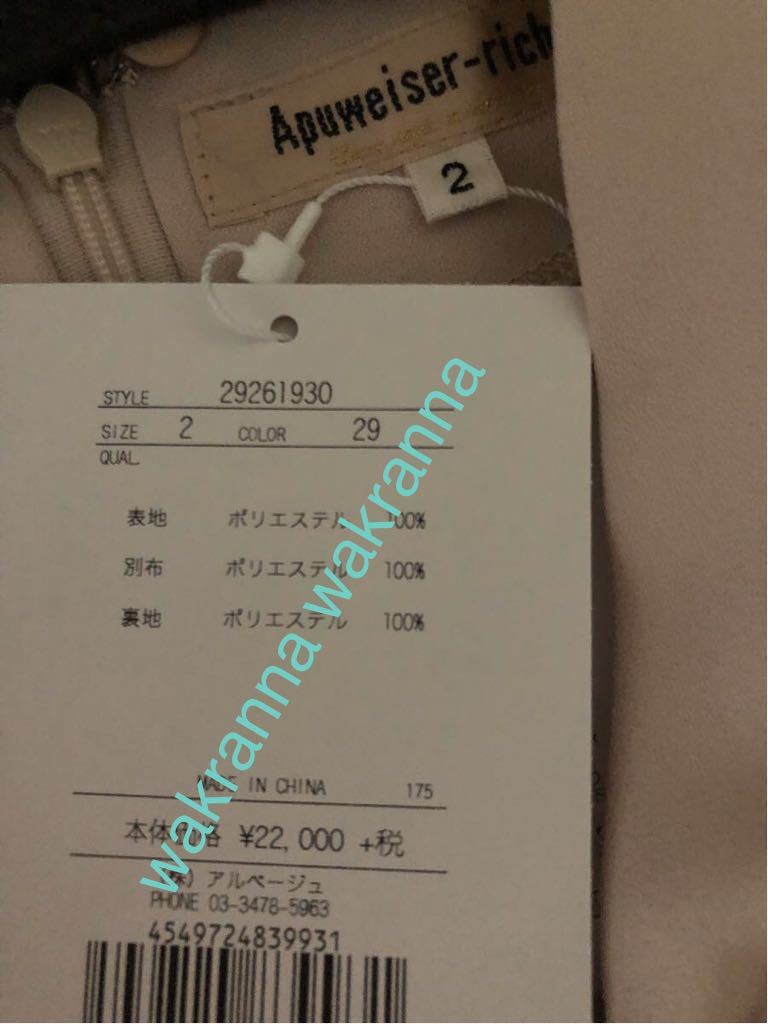 Apuweiser-rich
2
STYLE 29261930
SIZE 2 COLOR 29
QUAL.
表地 ポリエステル 100%
別布 ポリエステル 100%
裏地 ポリエステル 100%
MADE IN CHINA 175
本体価格 ¥22,000 +税
(株) アルページュ
PHONE 03-3478-5963
4549724839931
wakranna wakranna